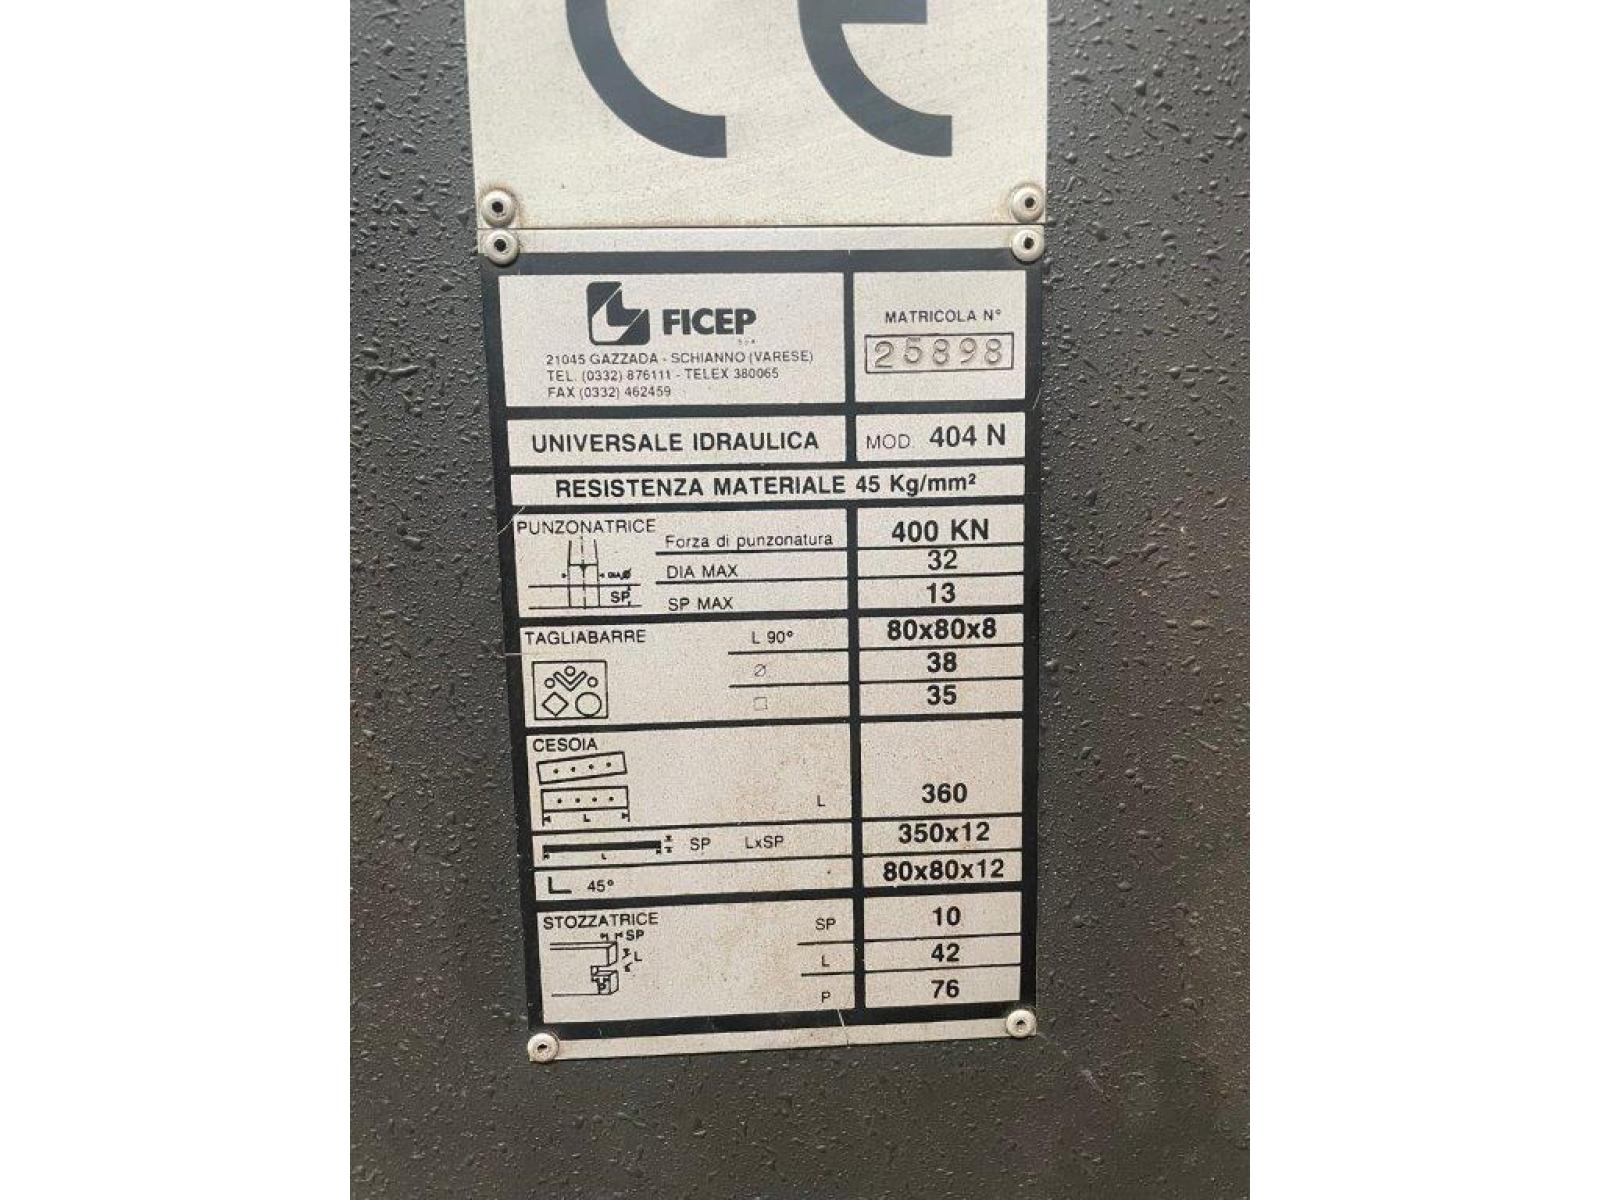 CE
FICEP
S.p.A.
21045 GAZZADA - SCHIANNO (VARESE)
TEL. (0332) 876111 - TELEX 380065
FAX (0332) 462459
MATRICOLA N°
25898
UNIVERSALE IDRAULICA
MOD. 404 N
RESISTENZA MATERIALE 45 Kg/mm²
PUNZONATRICE
Forza di punzonatura 400 KN
DIA Ø
SP
DIA MAX 32
SP MAX 13
TAGLIABARRE
L 90° 80x80x8
⌀ 38
□ 35
CESOIA
L
L 360
L
SP LxSP 350x12
L 45° 80x80x12
STOZZATRICE
SP
L
P
SP 10
L 42
P 76